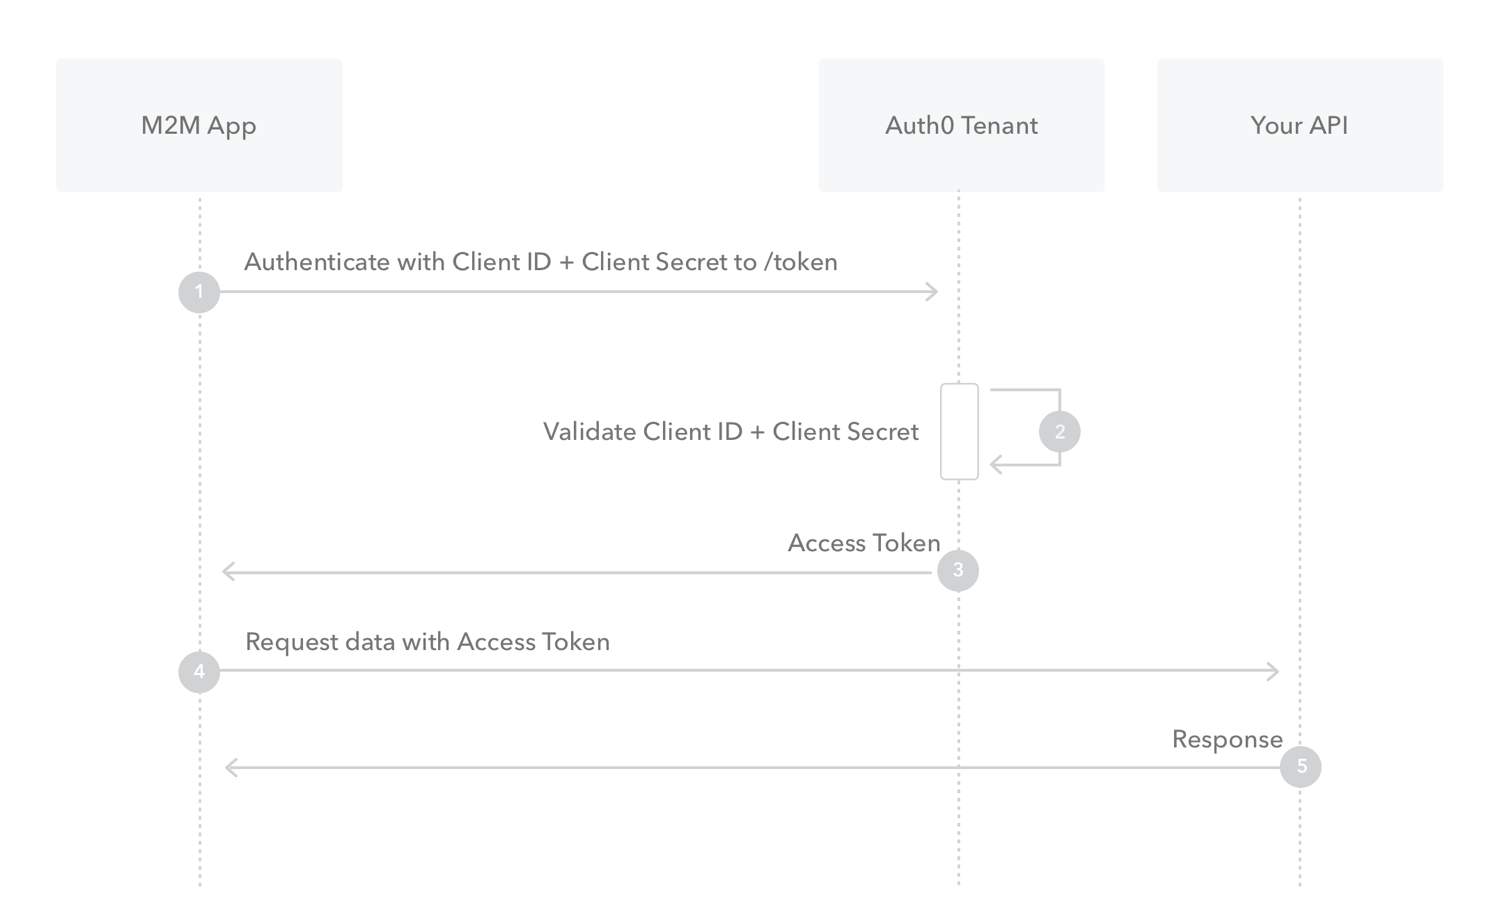 M2M App
Auth0 Tenant
Your API
Authenticate with Client ID + Client Secret to /token
1
Validate Client ID + Client Secret
2
Access Token
3
Request data with Access Token
4
Response
5